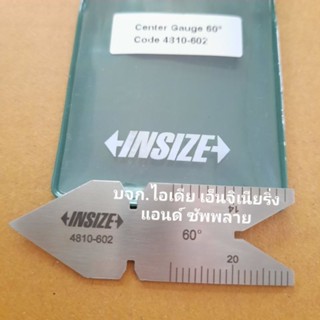 Center Gauge 60°
Code 4810-602
INSIZE
บจก.ไอเดีย เอ็นจิเนียริ่ง
แอนด์ ซัพพลาย
INSIZE
4810-602
60°
14
20